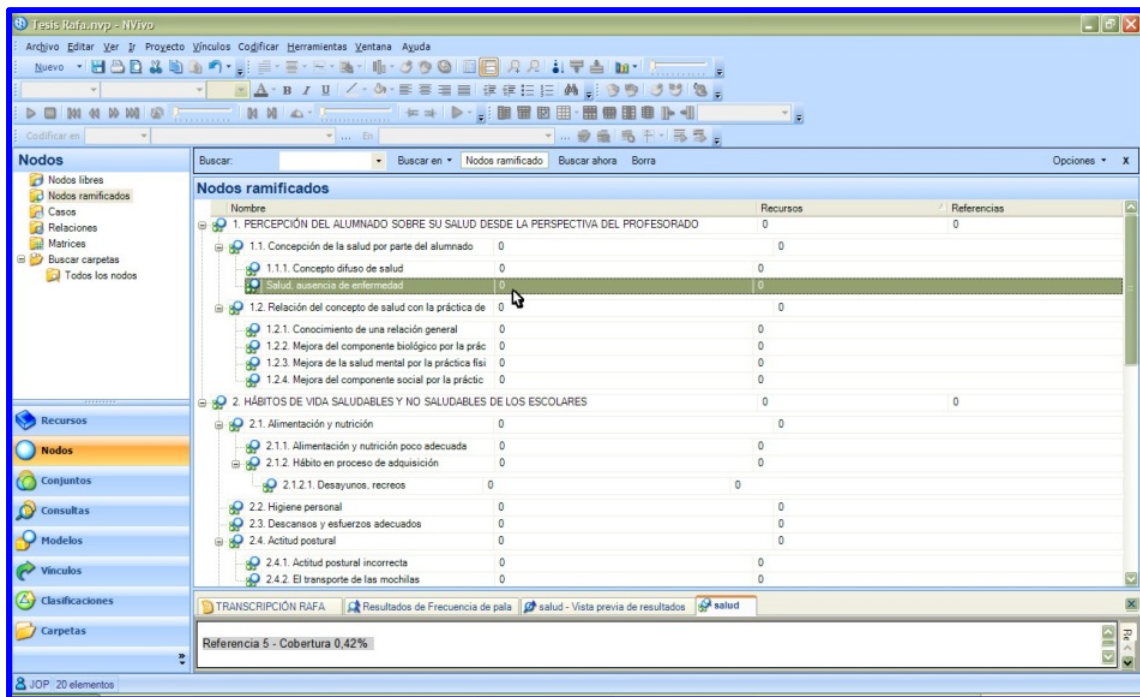 Tesis Rafa.nvp - NVivo
Archivo Editar Ver Ir Proyecto Vínculos Codificar Herramientas Ventana Ayuda
Nuevo
A B I U
Codificar en ... En ...
Nodos
Nodos libres
Nodos ramificados
Casos
Relaciones
Matrices
Buscar carpetas
Todos los nodos
Recursos
Nodos
Conjuntos
Consultas
Modelos
Vínculos
Clasificaciones
Carpetas
Buscar: Buscar en Nodos ramificado Buscar ahora Borra Opciones X
Nodos ramificados
Nombre Recursos Referencias
1. PERCEPCIÓN DEL ALUMNADO SOBRE SU SALUD DESDE LA PERSPECTIVA DEL PROFESORADO 0 0
1.1. Concepción de la salud por parte del alumnado 0 0
1.1.1. Concepto difuso de salud 0 0
Salud, ausencia de enfermedad 0 0
1.2. Relación del concepto de salud con la práctica de 0 0
1.2.1. Conocimiento de una relación general 0 0
1.2.2. Mejora del componente biológico por la prác 0 0
1.2.3. Mejora de la salud mental por la práctica físi 0 0
1.2.4. Mejora del componente social por la práctic 0 0
2. HÁBITOS DE VIDA SALUDABLES Y NO SALUDABLES DE LOS ESCOLARES 0 0
2.1. Alimentación y nutrición 0 0
2.1.1. Alimentación y nutrición poco adecuada 0 0
2.1.2. Hábito en proceso de adquisición 0 0
2.1.2.1. Desayunos, recreos 0 0
2.2. Higiene personal 0 0
2.3. Descansos y esfuerzos adecuados 0 0
2.4. Actitud postural 0 0
2.4.1. Actitud postural incorrecta 0 0
2.4.2. El transporte de las mochilas 0 0
TRANSCRIPCIÓN RAFA Resultados de Frecuencia de pala salud - Vista previa de resultados salud
Referencia 5 - Cobertura 0,42%
Re
JOP 20 elementos